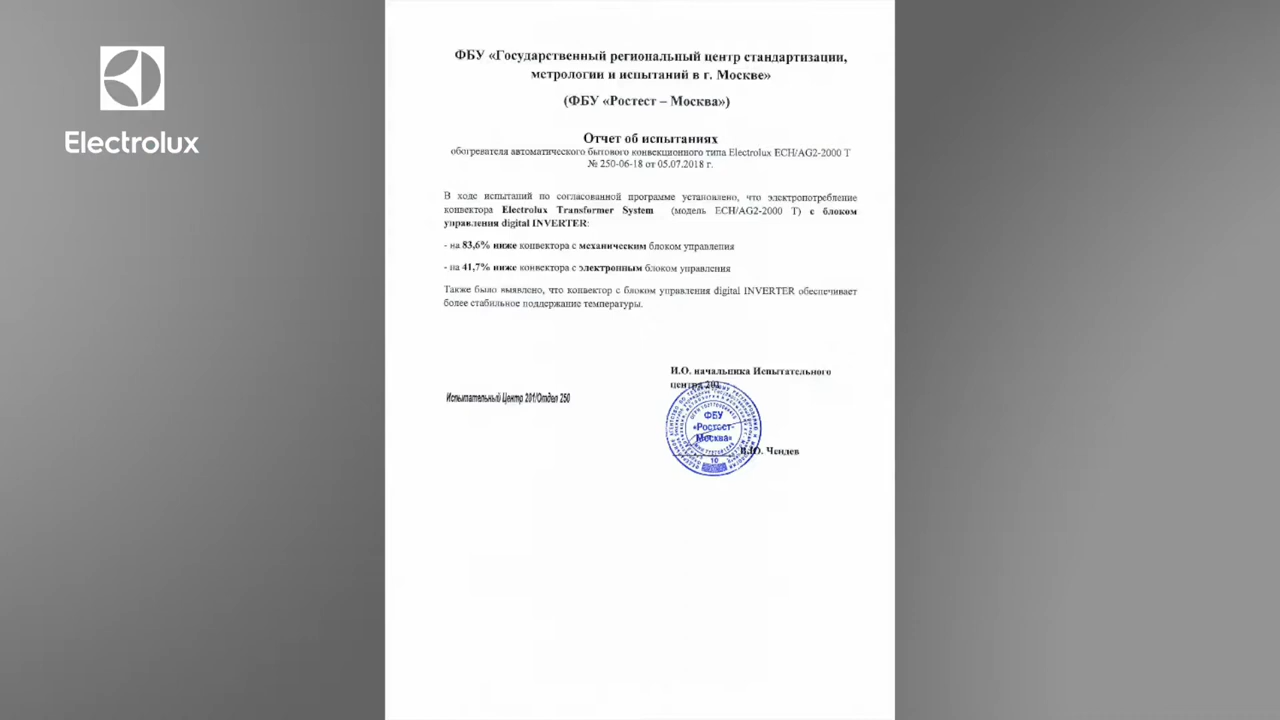 Electrolux
ФБУ «Государственный региональный центр стандартизации,
метрологии и испытаний в г. Москве»
(ФБУ «Ростест – Москва»)
Отчет об испытаниях
обогревателя автоматического бытового конвекционного типа Electrolux ECH/AG2-2000 T
№ 250-06-18 от 05.07.2018 г.
В ходе испытаний по согласованной программе установлено, что электропотребление
конвектора Electrolux Transformer System (модель ECH/AG2-2000 T) с блоком
управления digital INVERTER:
- на 83,6% ниже конвектора с механическим блоком управления
- на 41,7% ниже конвектора с электронным блоком управления
Также было выявлено, что конвектор с блоком управления digital INVERTER обеспечивает
более стабильное поддержание температуры.
И.О. начальника Испытательного
центра 201
Испытательный Центр 201/Отдел 250
ФБУ
«Ростест-
Москва»
10
Чендев